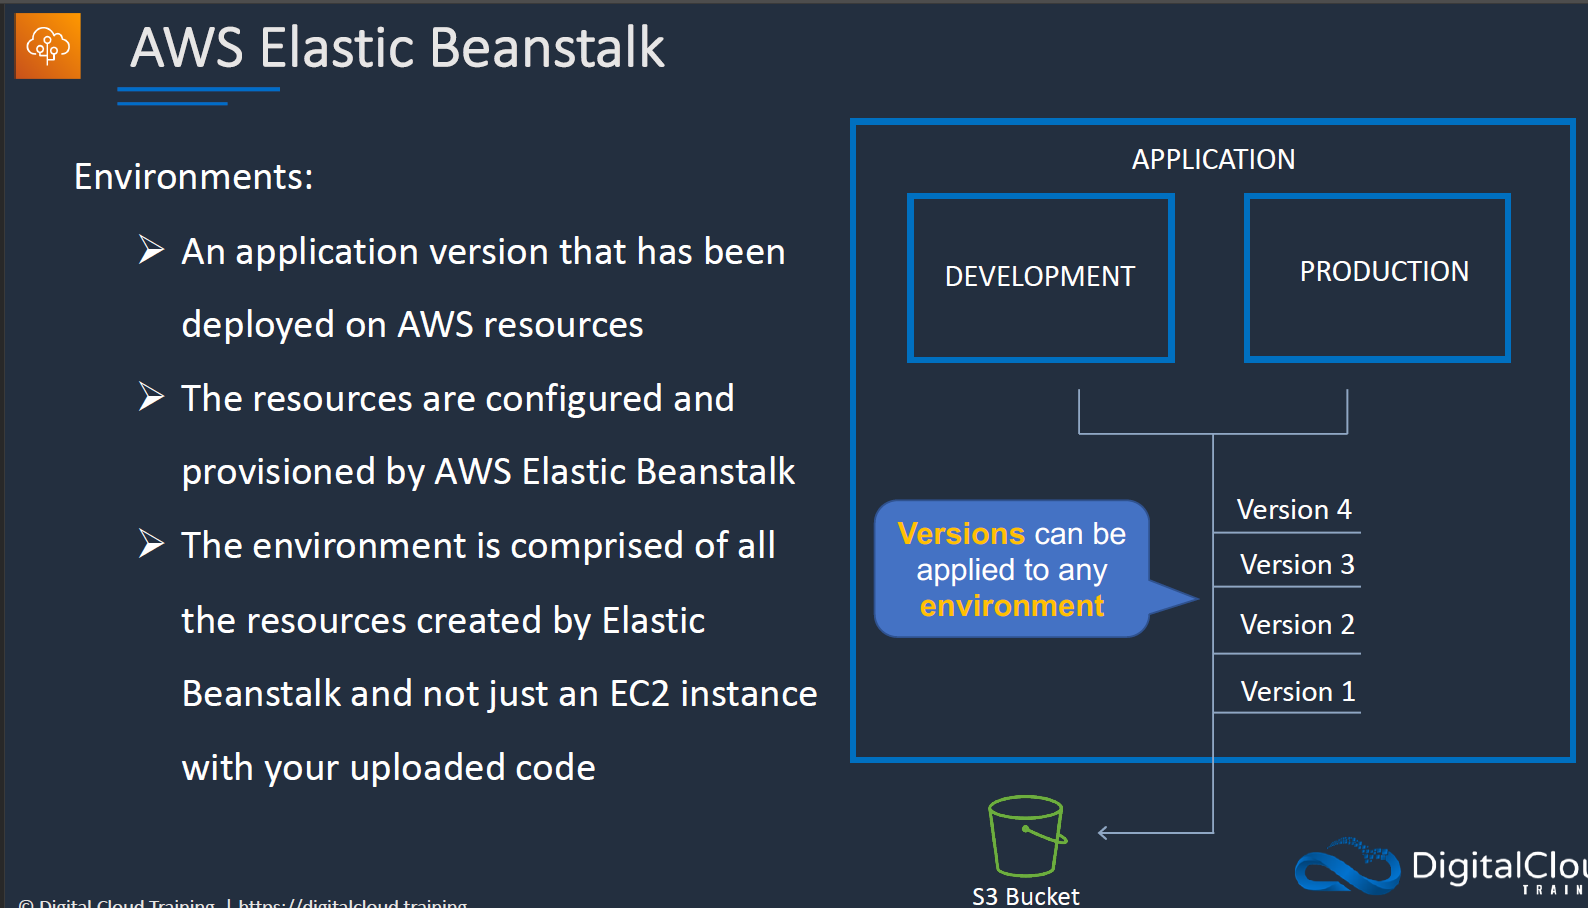 AWS Elastic Beanstalk
Environments:
➢ An application version that has been
deployed on AWS resources
➢ The resources are configured and
provisioned by AWS Elastic Beanstalk
➢ The environment is comprised of all
the resources created by Elastic
Beanstalk and not just an EC2 instance
with your uploaded code
APPLICATION
DEVELOPMENT
PRODUCTION
Versions can be
applied to any
environment
Version 4
Version 3
Version 2
Version 1
S3 Bucket
DigitalClou
TRAIN
© Digital Cloud Training | https://digitalcloud.training